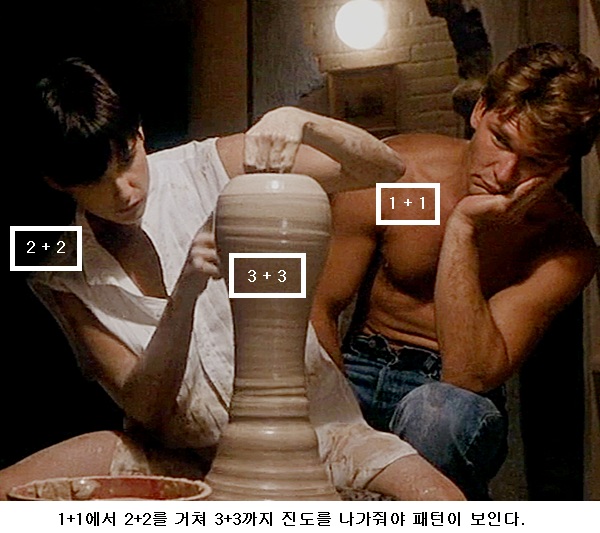 1 + 1
2 + 2
3 + 3
1+1에서 2+2를 거쳐 3+3까지 진도를 나가줘야 패턴이 보인다.